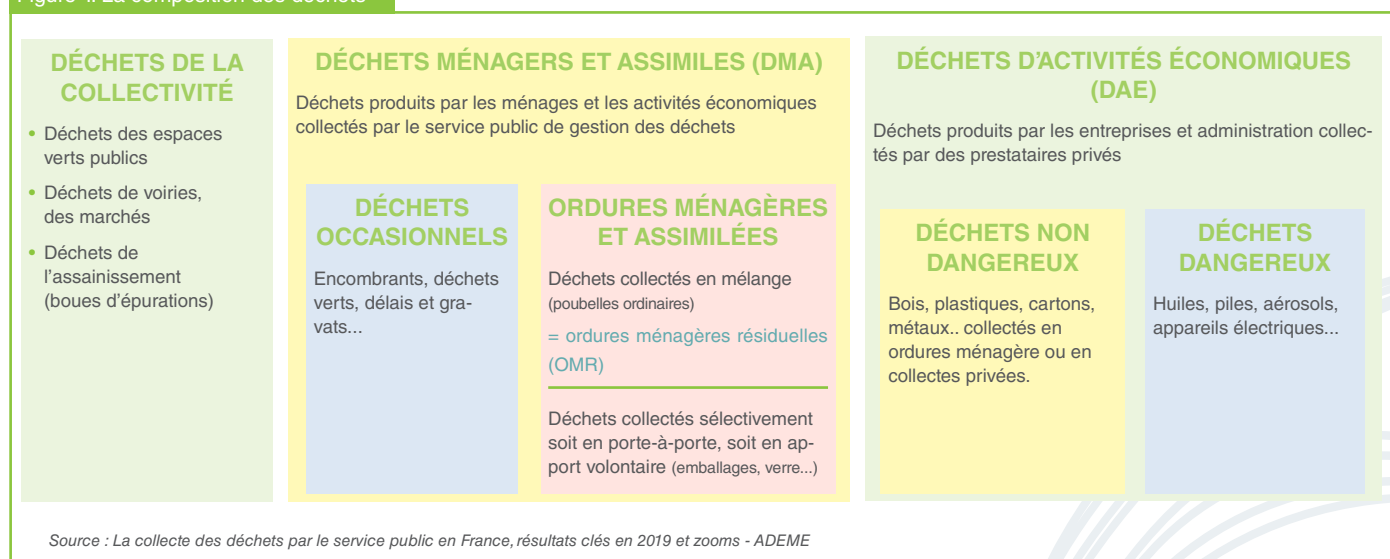 Figure 4. La composition des déchets
DÉCHETS DE LA
COLLECTIVITÉ
• Déchets des espaces
verts publics
• Déchets de voiries,
des marchés
• Déchets de
l'assainissement
(boues d'épurations)
DÉCHETS MÉNAGERS ET ASSIMILES (DMA)
Déchets produits par les ménages et les activités économiques
collectés par le service public de gestion des déchets
DÉCHETS
OCCASIONNELS
Encombrants, déchets
verts, délais et gra-
vats...
ORDURES MÉNAGÈRES
ET ASSIMILÉES
Déchets collectés en mélange
(poubelles ordinaires)
= ordures ménagères résiduelles
(OMR)
Déchets collectés sélectivement
soit en porte-à-porte, soit en ap-
port volontaire (emballages, verre...)
DÉCHETS D'ACTIVITÉS ÉCONOMIQUES
(DAE)
Déchets produits par les entreprises et administration collec-
tés par des prestataires privés
DÉCHETS NON
DANGEREUX
Bois, plastiques, cartons,
métaux.. collectés en
ordures ménagère ou en
collectes privées.
DÉCHETS
DANGEREUX
Huiles, piles, aérosols,
appareils électriques...
Source : La collecte des déchets par le service public en France, résultats clés en 2019 et zooms - ADEME